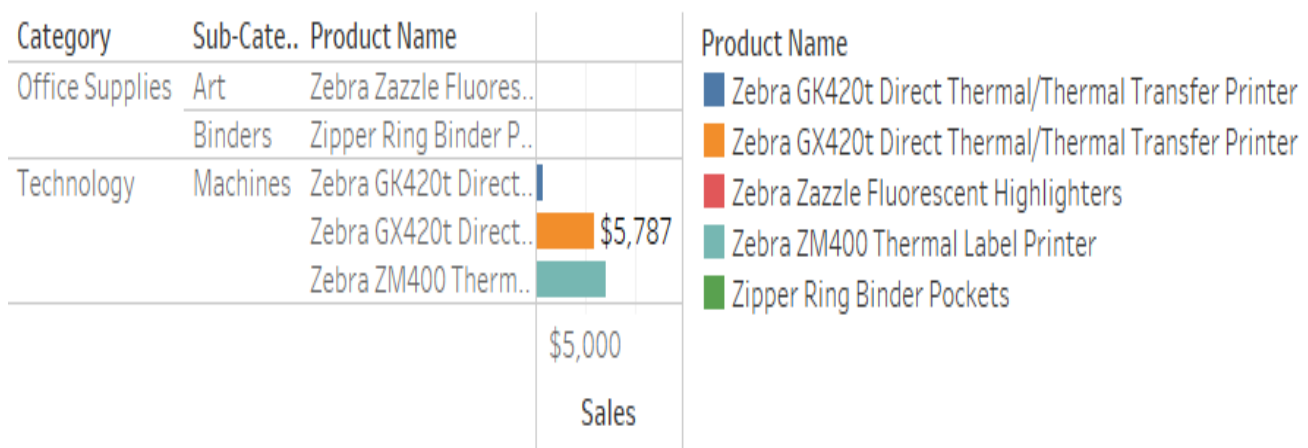 Category Sub-Cate.. Product Name
Office Supplies Art Zebra Zazzle Fluores..
Binders Zipper Ring Binder P..
Technology Machines Zebra GK420t Direct..
Zebra GX420t Direct.. $5,787
Zebra ZM400 Therm..
$5,000
Sales
Product Name
Zebra GK420t Direct Thermal/Thermal Transfer Printer
Zebra GX420t Direct Thermal/Thermal Transfer Printer
Zebra Zazzle Fluorescent Highlighters
Zebra ZM400 Thermal Label Printer
Zipper Ring Binder Pockets